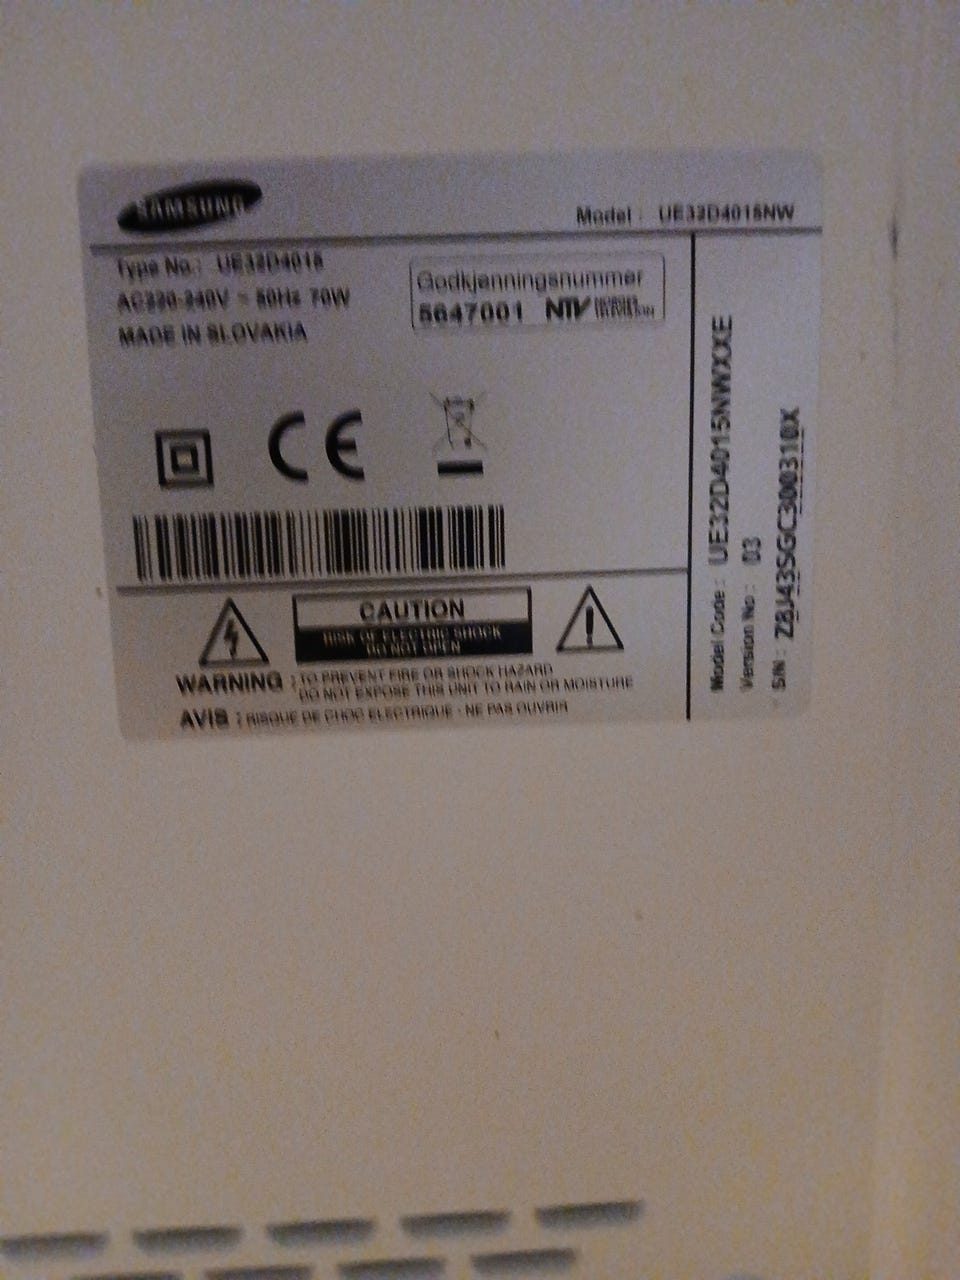 SAMSUNG
Model : UE32D4015NW
Type No.: UE32D4015
AC220-240V ~ 50Hz 70W
MADE IN SLOVAKIA
Godkjenningsnummer
5647001 NTV
CE
CAUTION
RISK OF ELECTRIC SHOCK
DO NOT OPEN
WARNING : TO PREVENT FIRE OR SHOCK HAZARD
DO NOT EXPOSE THIS UNIT TO RAIN OR MOISTURE
AVIS : RISQUE DE CHOC ELECTRIQUE - NE PAS OUVRIR
Model Code : UE32D4015NWXXE
Version No : 03
S/N :